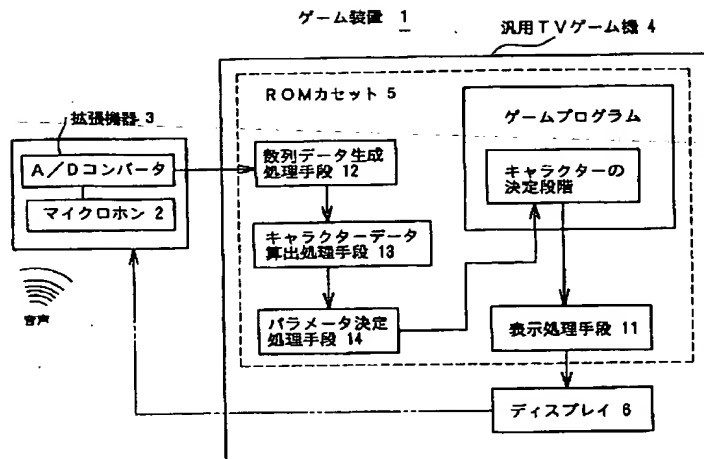 ゲーム装置 1
汎用TVゲーム機 4
ROMカセット 5
拡張機器 3
A/Dコンバータ
マイクロホン 2
音声
数列データ生成
処理手段 12
キャラクターデータ
算出処理手段 13
パラメータ決定
処理手段 14
ゲームプログラム
キャラクターの
決定段階
表示処理手段 11
ディスプレイ 6